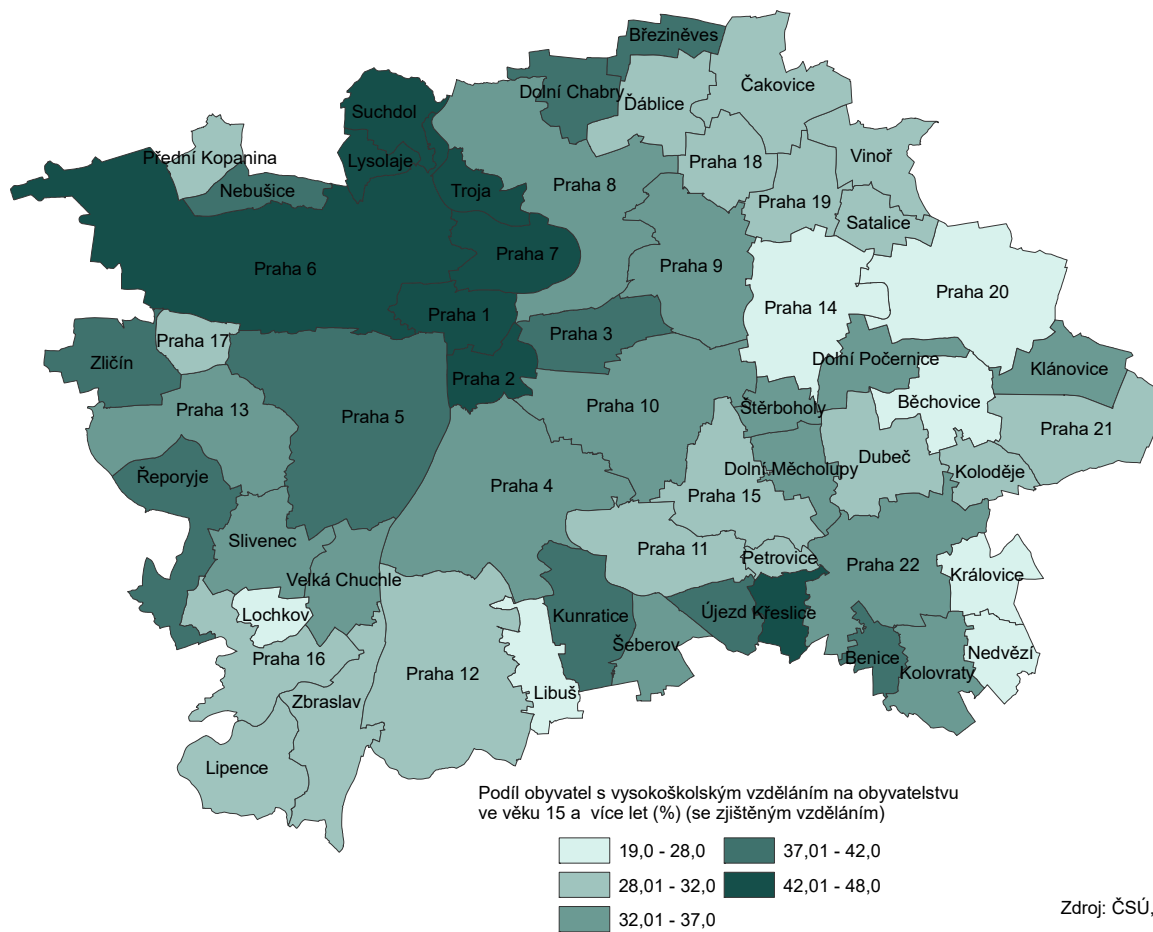 Březiněves
Dolní Chabry
Ďáblice
Čakovice
Suchdol
Přední Kopanina
Lysolaje
Praha 18
Vinoř
Nebušice
Troja
Praha 8
Praha 19
Satalice
Praha 6
Praha 7
Praha 9
Praha 20
Praha 14
Praha 1
Praha 3
Praha 17
Zličín
Dolní Počernice
Klánovice
Praha 2
Praha 13
Praha 5
Praha 10
Štěrboholy
Běchovice
Praha 21
Řeporyje
Dolní Měcholupy
Dubeč
Koloděje
Praha 4
Praha 15
Slivenec
Praha 11
Petrovice
Praha 22
Velká Chuchle
Královice
Lochkov
Kunratice
Újezd
Křeslice
Šeberov
Praha 16
Benice
Nedvězí
Praha 12
Kolovraty
Zbraslav
Libuš
Lipence
Podíl obyvatel s vysokoškolským vzděláním na obyvatelstvu
ve věku 15 a více let (%) (se zjištěným vzděláním)
19,0 - 28,0
37,01 - 42,0
28,01 - 32,0
42,01 - 48,0
32,01 - 37,0
Zdroj: ČSÚ,